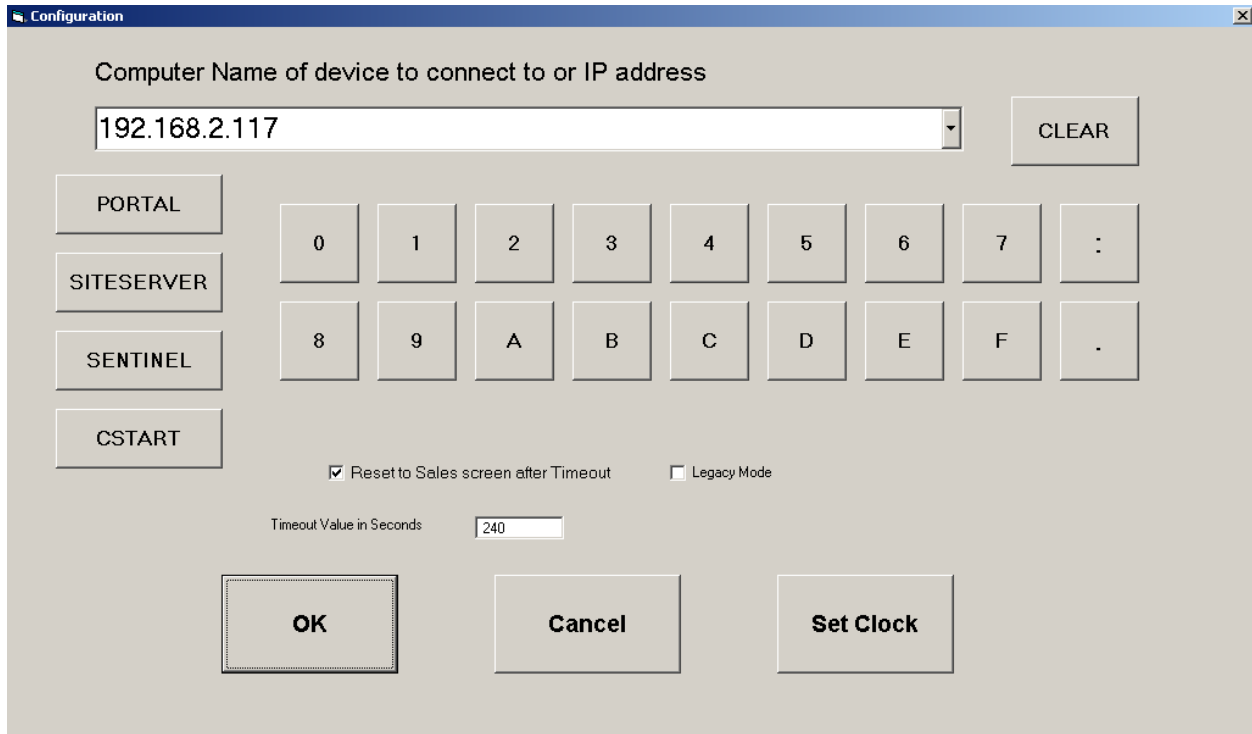 Configuration
Computer Name of device to connect to or IP address
192.168.2.117
CLEAR
PORTAL
0 1 2 3 4 5 6 7 :
SITESERVER
8 9 A B C D E F .
SENTINEL
CSTART
Reset to Sales screen after Timeout
Legacy Mode
Timeout Value in Seconds
240
OK
Cancel
Set Clock